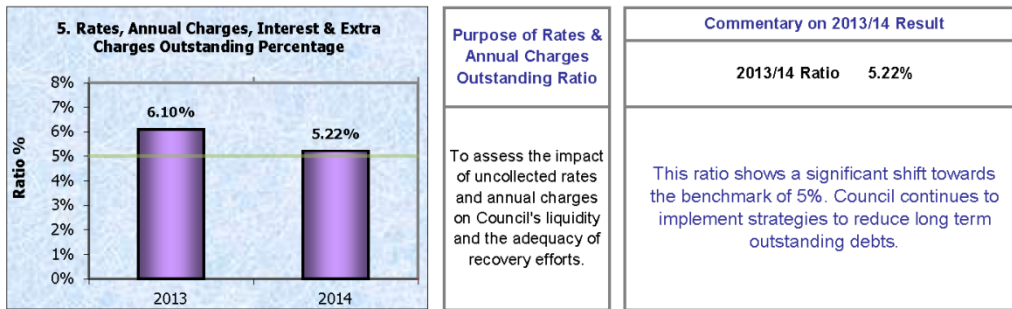 5. Rates, Annual Charges, Interest & Extra
Charges Outstanding Percentage
8%
7%
6%
5%
4%
3%
2%
1%
0%
Ratio %
6.10%
5.22%
2013
2014
Purpose of Rates &
Annual Charges
Outstanding Ratio
To assess the impact
of uncollected rates
and annual charges
on Council's liquidity
and the adequacy of
recovery efforts.
Commentary on 2013/14 Result
2013/14 Ratio 5.22%
This ratio shows a significant shift towards
the benchmark of 5%. Council continues to
implement strategies to reduce long term
outstanding debts.